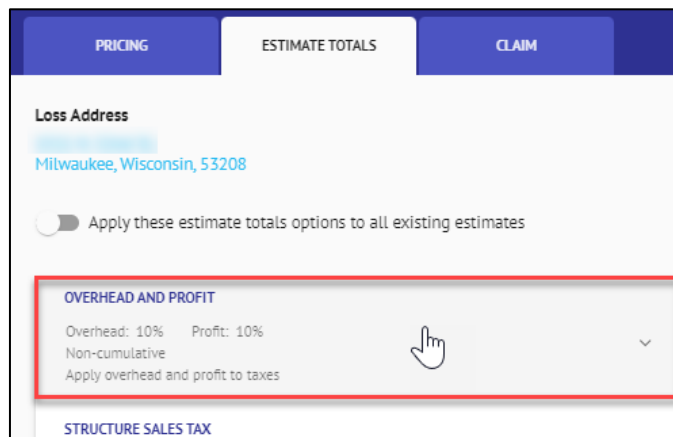 PRICING
ESTIMATE TOTALS
CLAIM
Loss Address
Milwaukee, Wisconsin, 53208
Apply these estimate totals options to all existing estimates
OVERHEAD AND PROFIT
Overhead: 10% Profit: 10%
Non-cumulative
Apply overhead and profit to taxes
STRUCTURE SALES TAX